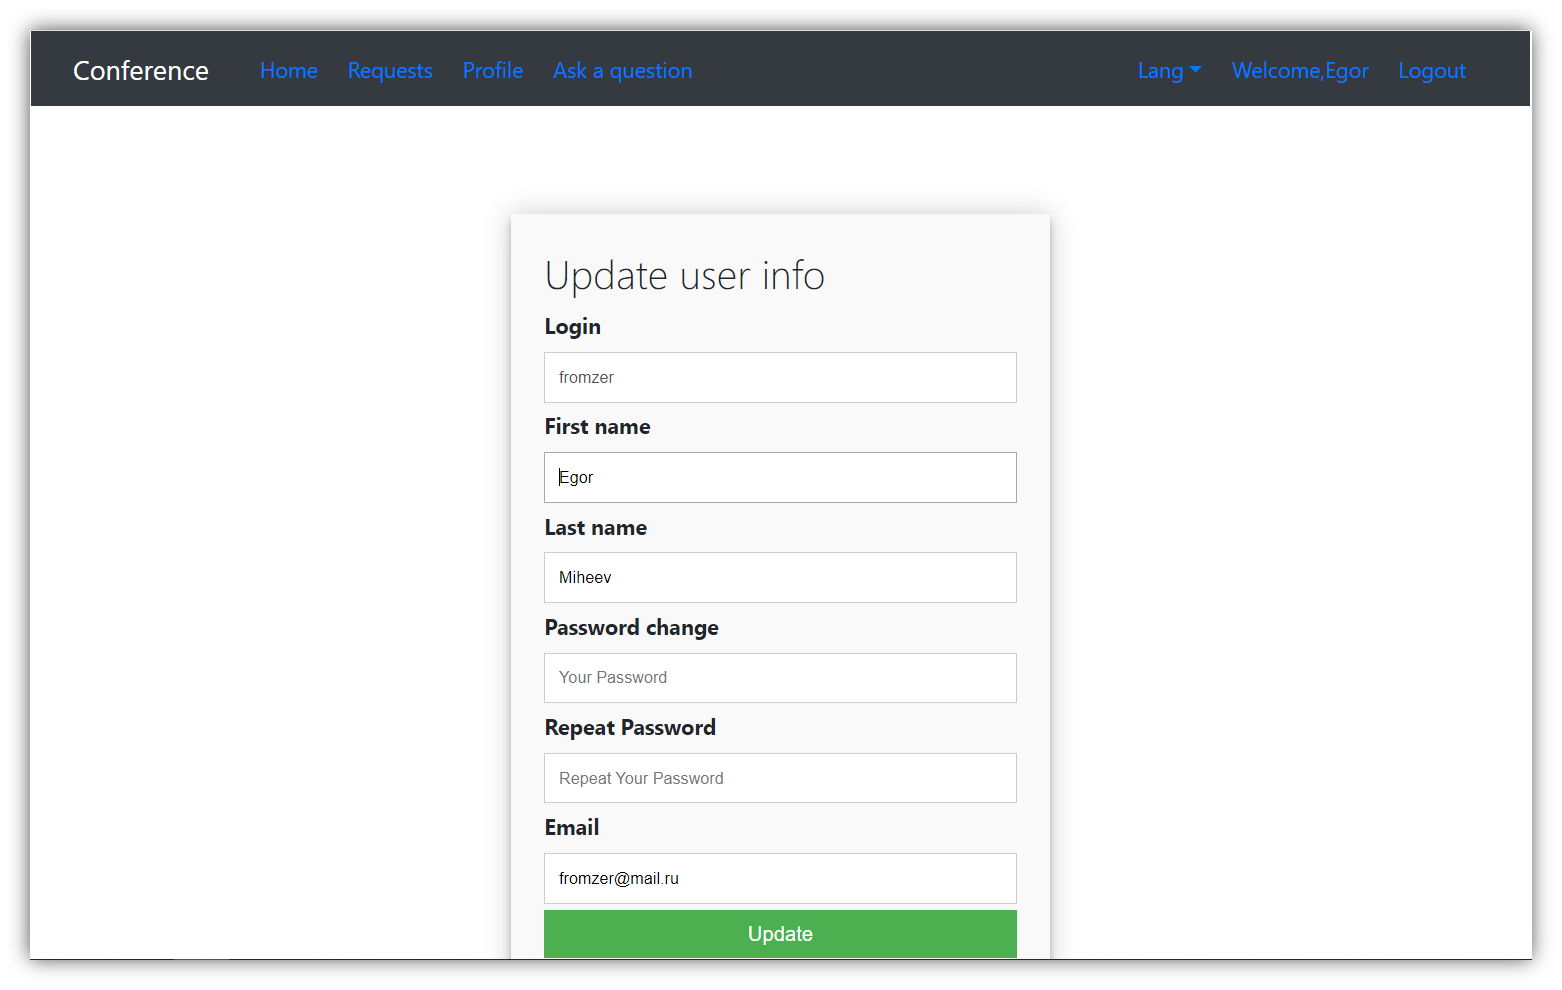 Conference Home Requests Profile Ask a question Lang Welcome,Egor Logout
Update user info
Login
fromzer
First name
Egor
Last name
Miheev
Password change
Your Password
Repeat Password
Repeat Your Password
Email
fromzer@mail.ru
Update